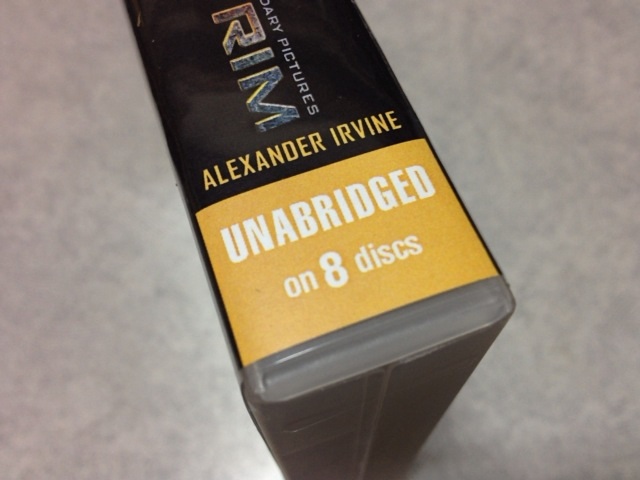 DARY PICTURES
RIM
ALEXANDER IRVINE
UNABRIDGED
on 8 discs